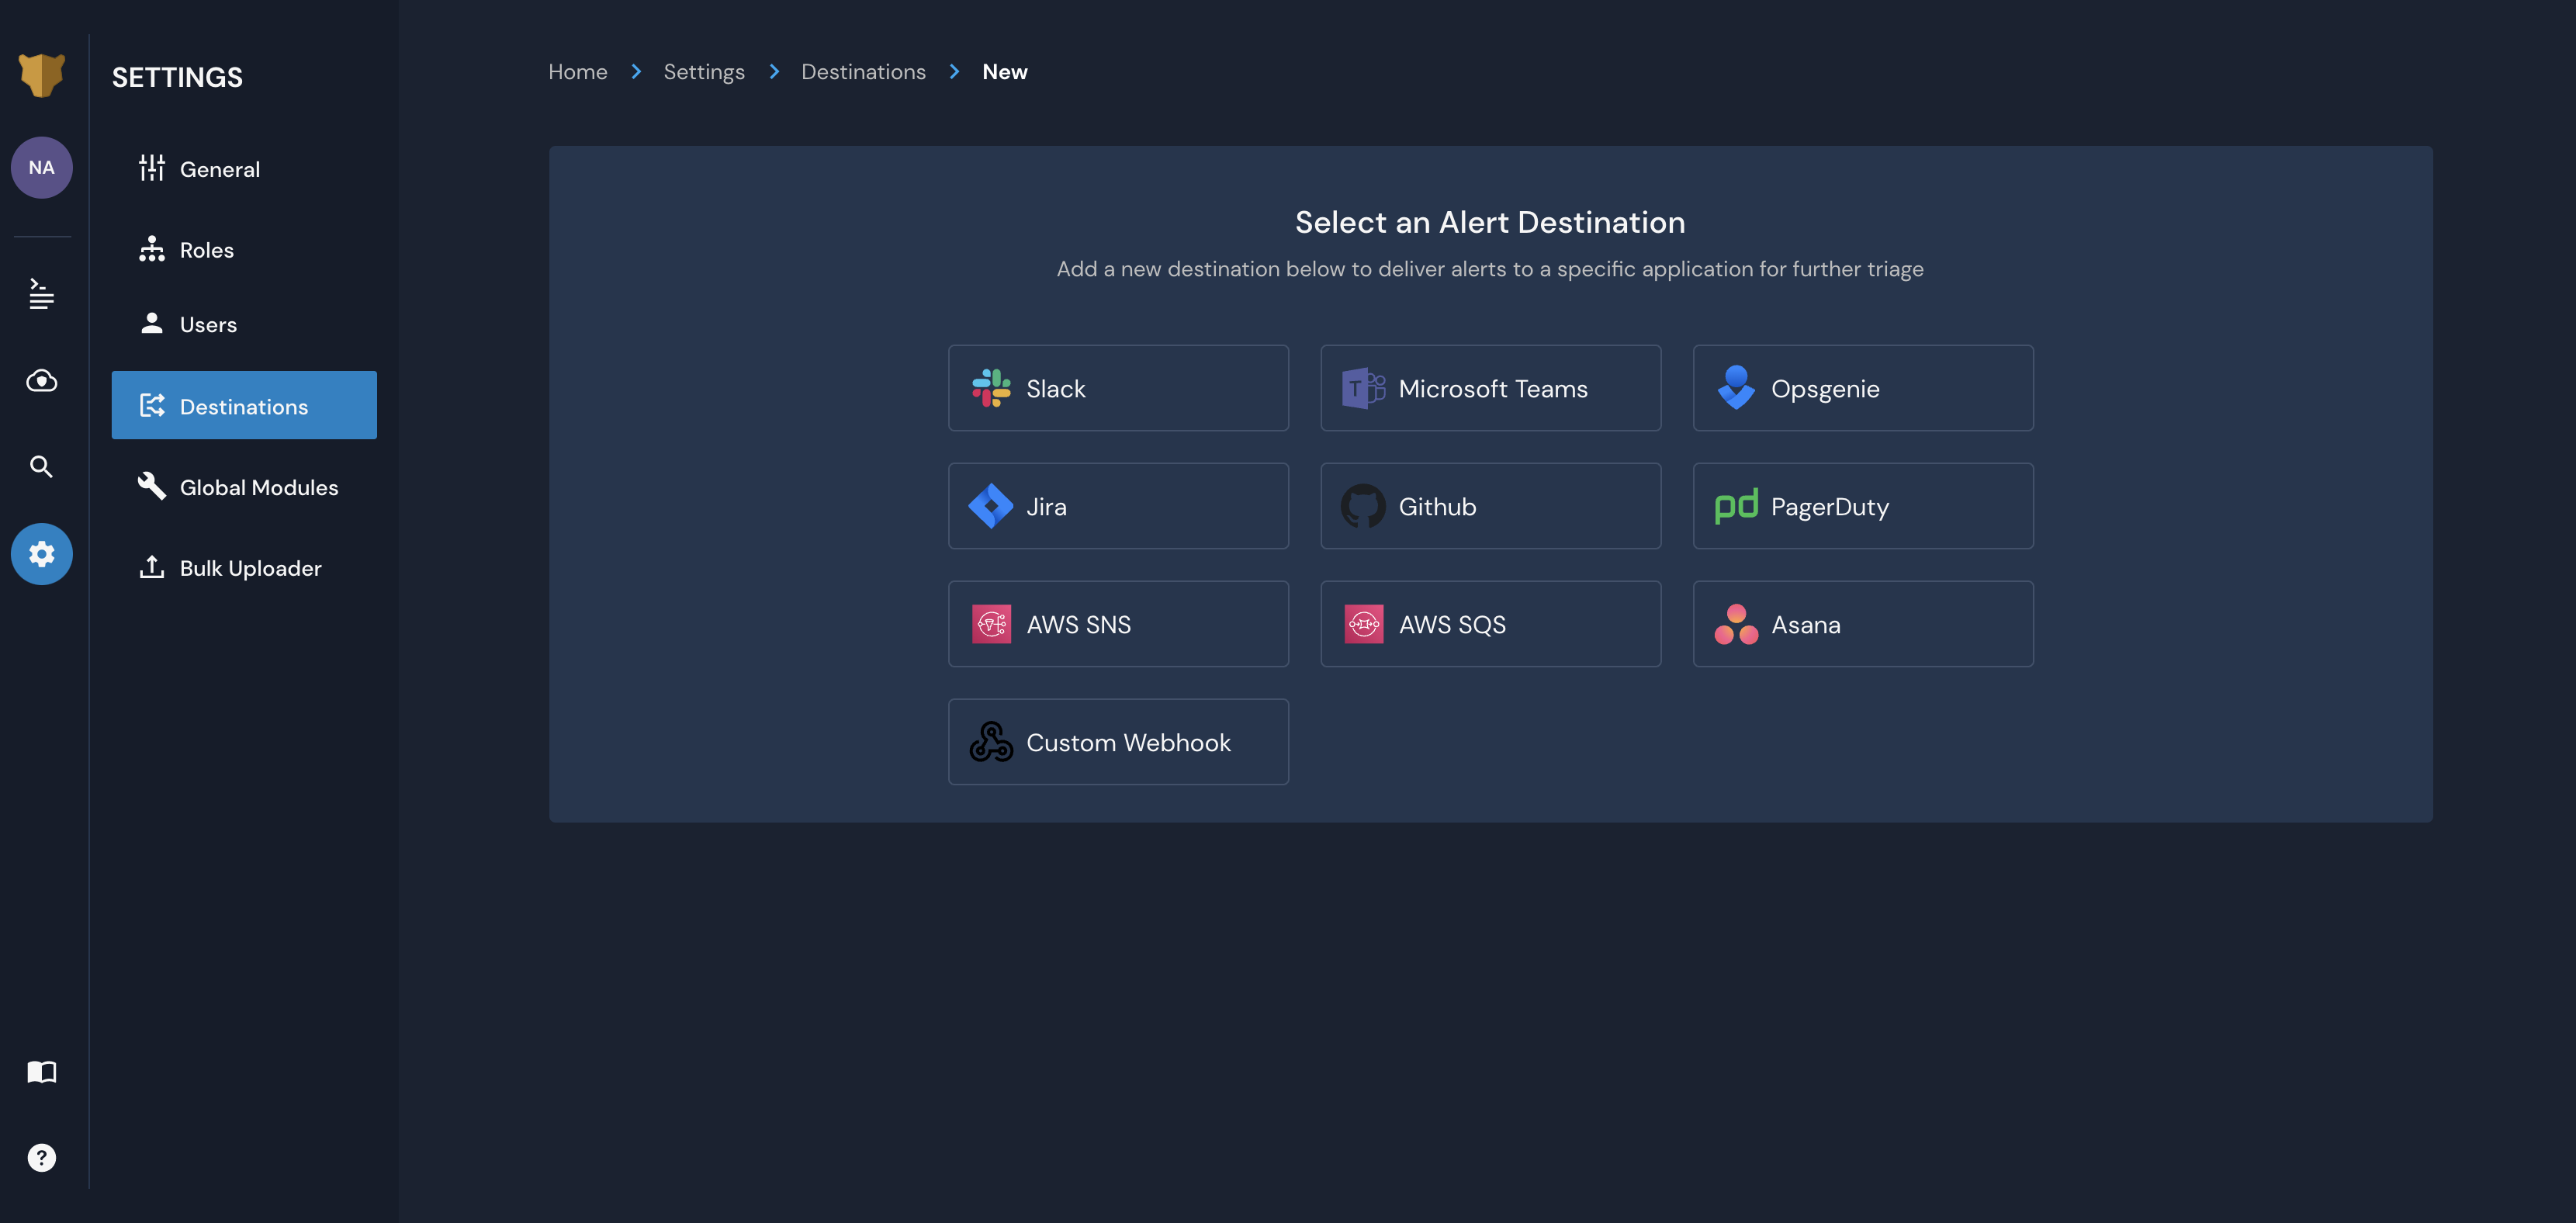 SETTINGS
NA
General
Roles
Users
Destinations
Global Modules
Bulk Uploader
Home > Settings > Destinations > New
Select an Alert Destination
Add a new destination below to deliver alerts to a specific application for further triage
Slack
Microsoft Teams
Opsgenie
Jira
Github
PagerDuty
AWS SNS
AWS SQS
Asana
Custom Webhook